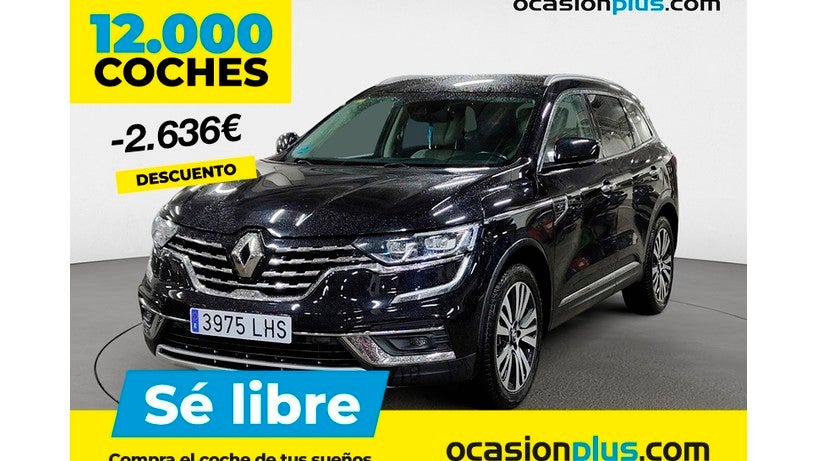 12.000
COCHES
ocasionplus.com
-2.636€
DESCUENTO
3975 LHS
Sé libre
Compra el coche de tus sueños
ocasionplus.com